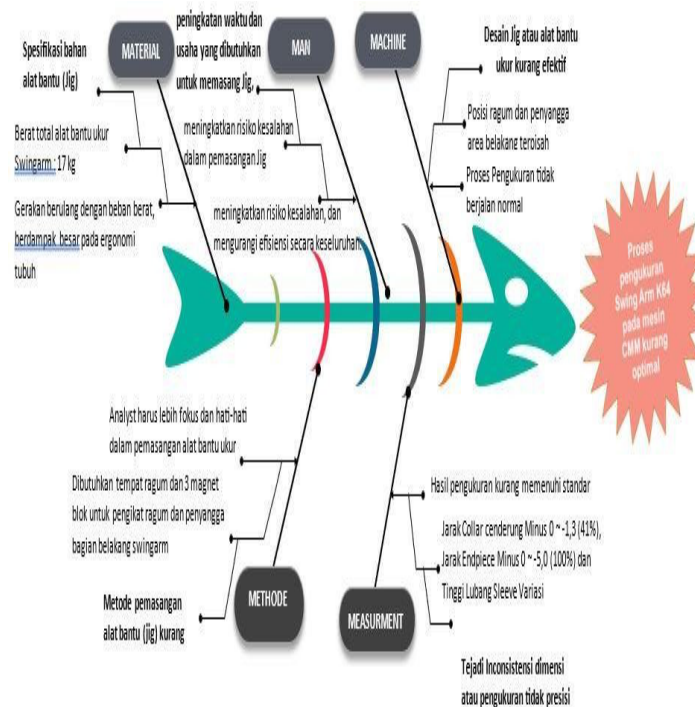 MATERIAL
Spesifikasi bahan
alat bantu (Jig)
Berat total alat bantu ukur
Swingarm : 17 kg
Gerakan berulang dengan beban berat,
berdampak besar pada ergonomi
tubuh
MAN
peningkatan waktu dan
usaha yang dibutuhkan
untuk memasang Jig,
meningkatkan risiko kesalahan
dalam pemasangan Jig
meningkatkan risiko kesalahan, dan
mengurangi efisiensi secara keseluruhan.
MACHINE
Desain Jig atau alat bantu
ukur kurang efektif
Posisi ragum dan penyangga
area belakang teroisah
Proses Pengukuran tidak
berjalan normal
Proses
pengukuran
Swing Arm K64
pada mesin
CMM kurang
optimal
Analyst harus lebih fokus dan hati-hati
dalam pemasangan alat bantu ukur
Dibutuhkan tempat ragum dan 3 magnet
blok untuk pengikat ragum dan penyangga
bagian belakang swingarm
Metode pemasangan
alat bantu (jig) kurang
METHODE
MEASURMENT
Hasil pengukuran kurang memenuhi standar
Jarak Collar cenderung Minus 0 ~ -1,3 (41%),
Jarak Endpiece Minus 0 ~ -5,0 (100%) dan
Tinggi Lubang Sleeve Variasi
Tejadi Inconsistensi dimensi
atau pengukuran tidak presisi